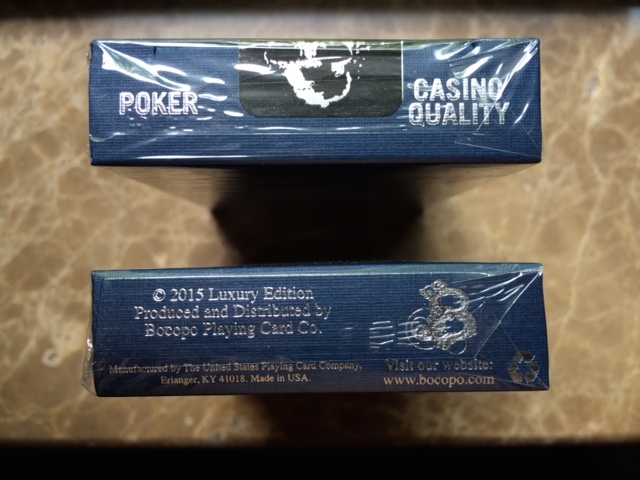 POKER
CASINO
QUALITY
© 2015 Luxury Edition
Produced and Distributed by
Bocopo Playing Card Co.
Manufactured by The United States Playing Card Company,
Erlanger, KY 41018. Made in USA.
B
Visit our website:
www.bocopo.com